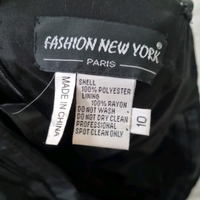 FASHION NEW YORK
PARIS
MADE IN CHINA
SHELL
100% POLYESTER
LINING
100% RAYON
DO NOT WASH
DO NOT DRY CLEAN
PROFESSIONAL
SPOT CLEAN ONLY
10